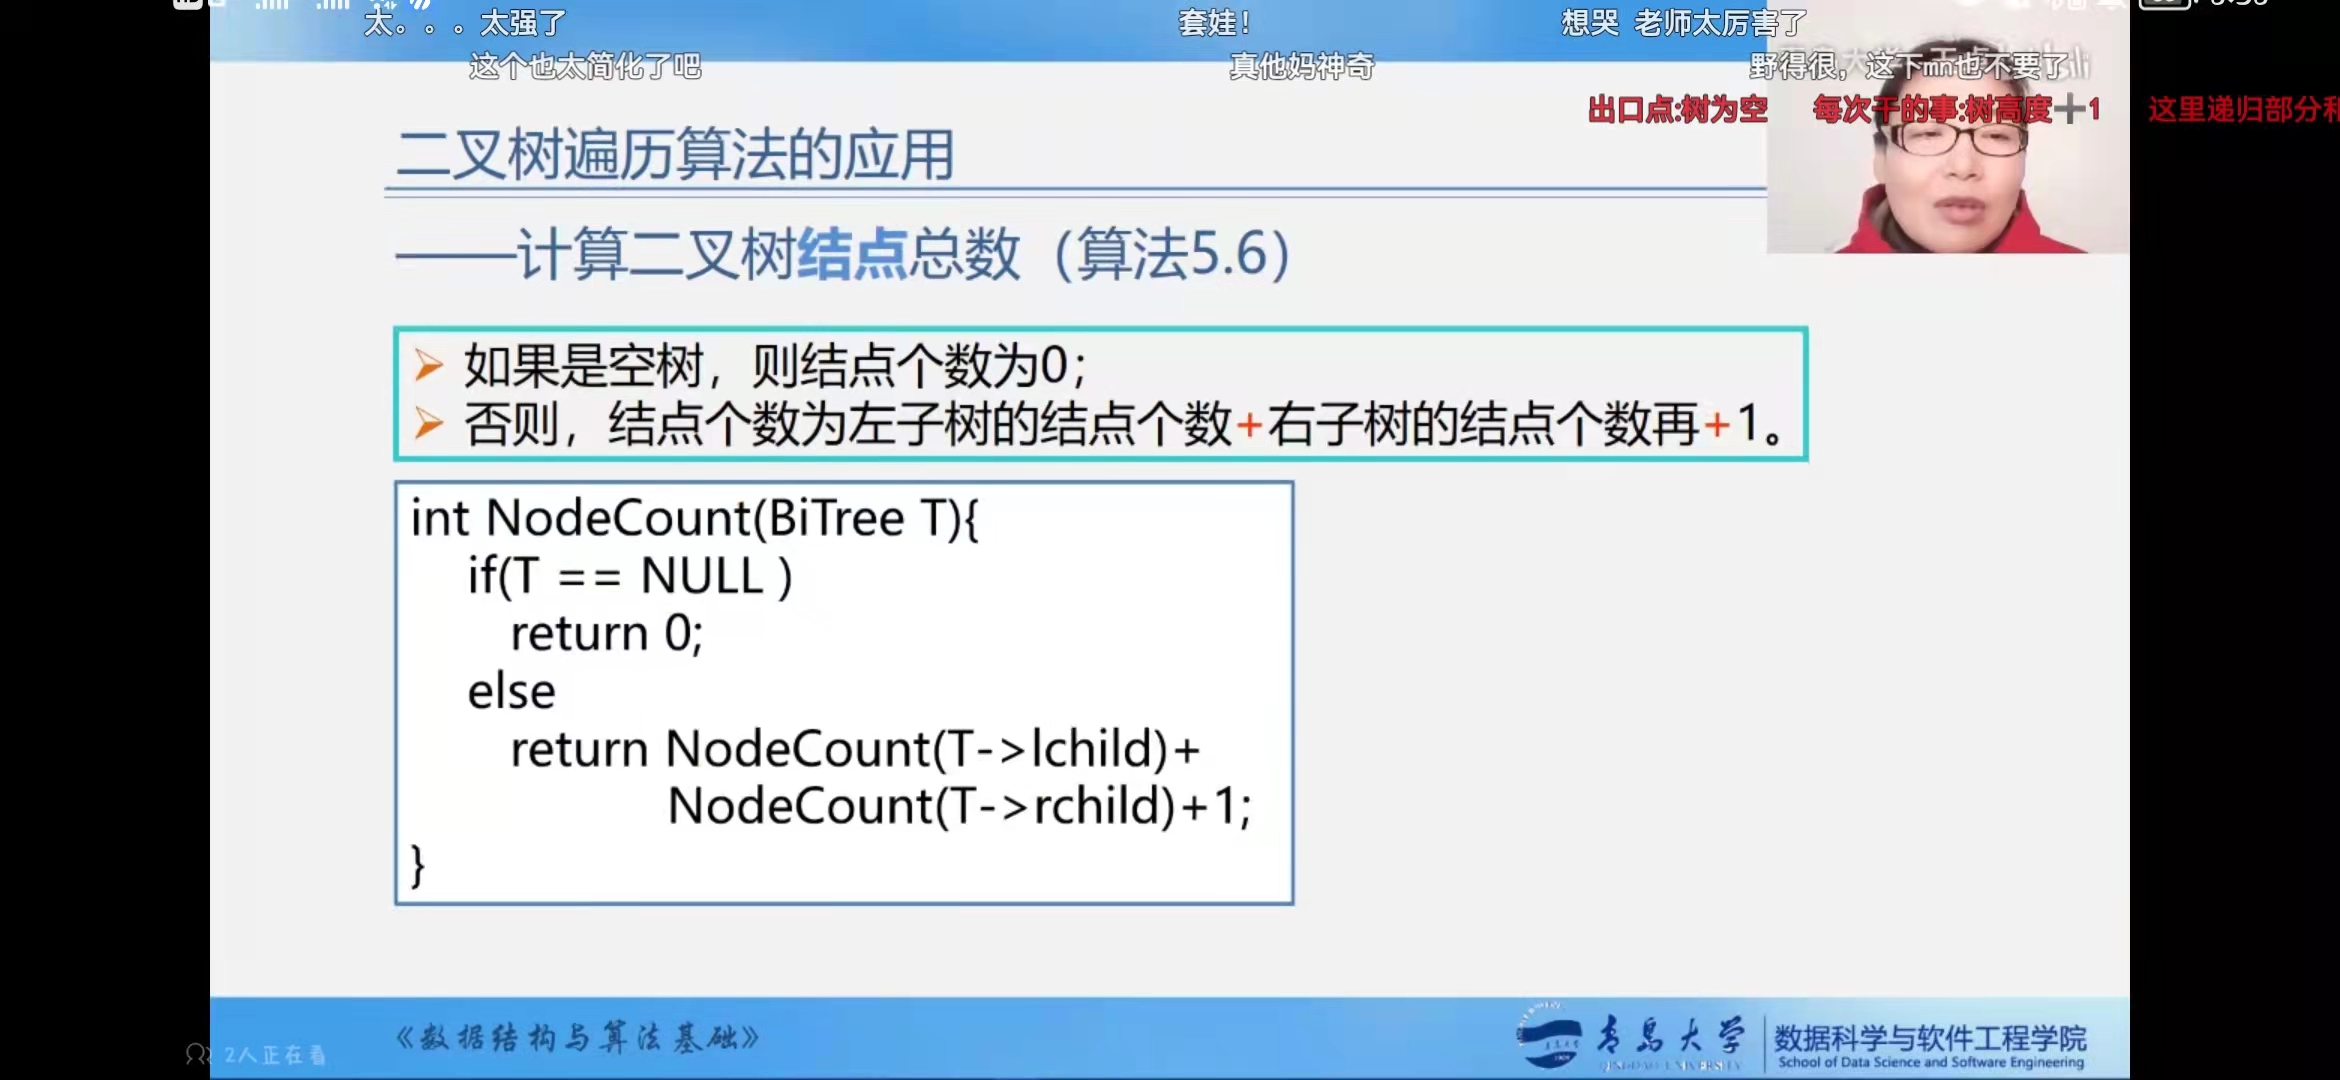 太。。。太强了
套娃！
想哭 老师太厉害了
这个也太简化了吧
真他妈神奇
野得很，这下mn也不要了
出口点:树为空
每次干的事:树高度➕1
这里递归部分和
二叉树遍历算法的应用
——计算二叉树结点总数（算法5.6）
➢ 如果是空树，则结点个数为0；
➢ 否则，结点个数为左子树的结点个数+右子树的结点个数再+1。
int NodeCount(BiTree T){
if(T == NULL )
return 0;
else
return NodeCount(T->lchild)+
NodeCount(T->rchild)+1;
}
2人正在看
《数据结构与算法基础》
青岛大学
QINGDAO UNIVERSITY
数据科学与软件工程学院
School of Data Science and Software Engineering